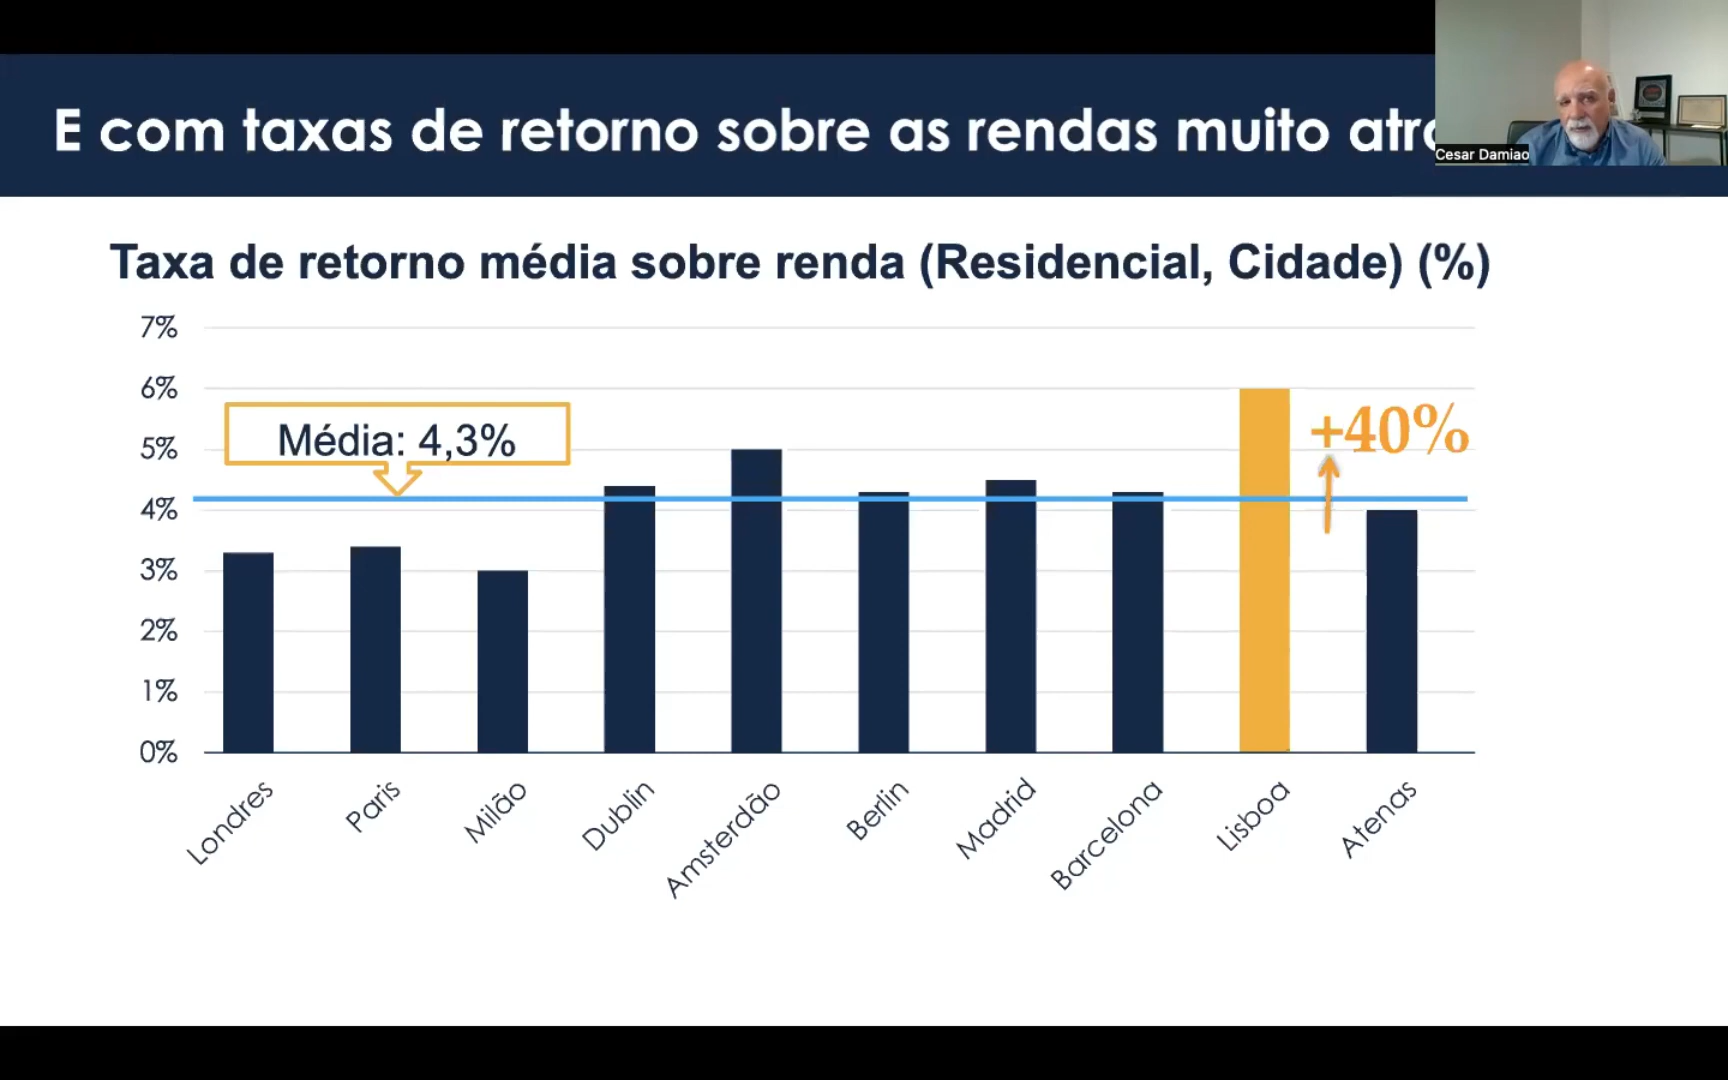 E com taxas de retorno sobre as rendas muito
Cesar Damiao
Taxa de retorno média sobre renda (Residencial, Cidade) (%)
7%
6%
5%
4%
3%
2%
1%
0%
Média: 4,3%
+40%
Londres
Paris
Milão
Dublin
Amsterdão
Berlin
Madrid
Barcelona
Lisboa
Atenas